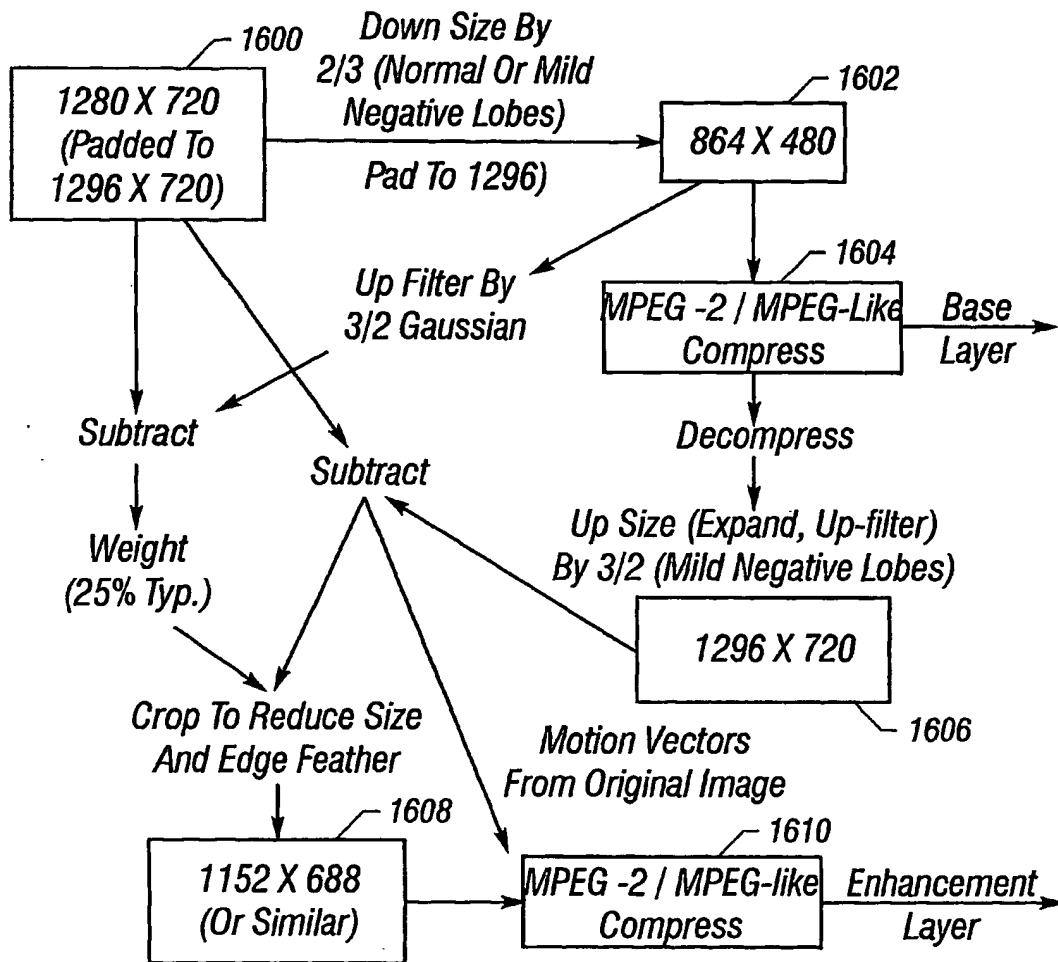 1600
1280 X 720
(Padded To
1296 X 720)
Down Size By
2/3 (Normal Or Mild
Negative Lobes)
Pad To 1296)
1602
864 X 480
Up Filter By
3/2 Gaussian
1604
MPEG -2 / MPEG-Like
Compress
Base
Layer
Subtract
Subtract
Decompress
Weight
(25% Typ.)
Up Size (Expand, Up-filter)
By 3/2 (Mild Negative Lobes)
1296 X 720
1606
Crop To Reduce Size
And Edge Feather
Motion Vectors
From Original Image
1608
1152 X 688
(Or Similar)
1610
MPEG -2 / MPEG-like
Compress
Enhancement
Layer